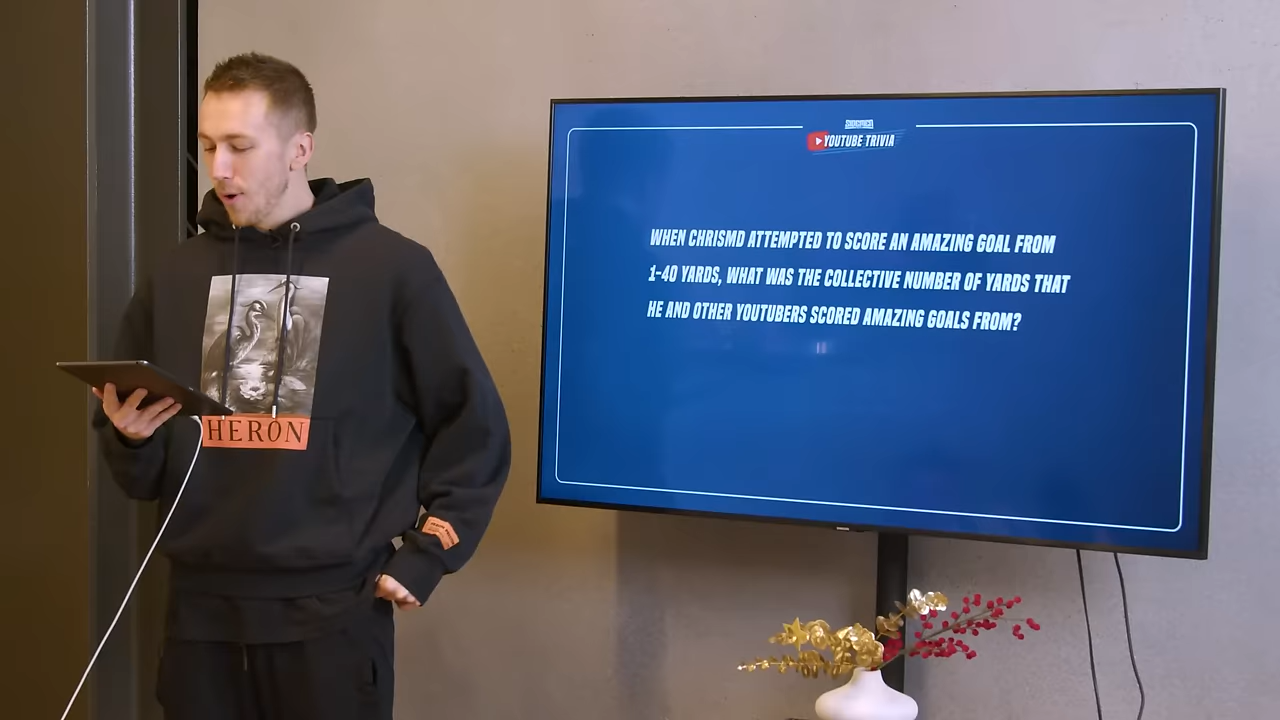 YOUTUBE TRIVIA
WHEN CHRISMD ATTEMPTED TO SCORE AN AMAZING GOAL FROM
1-40 YARDS, WHAT WAS THE COLLECTIVE NUMBER OF YARDS THAT
HE AND OTHER YOUTUBERS SCORED AMAZING GOALS FROM?
HERON